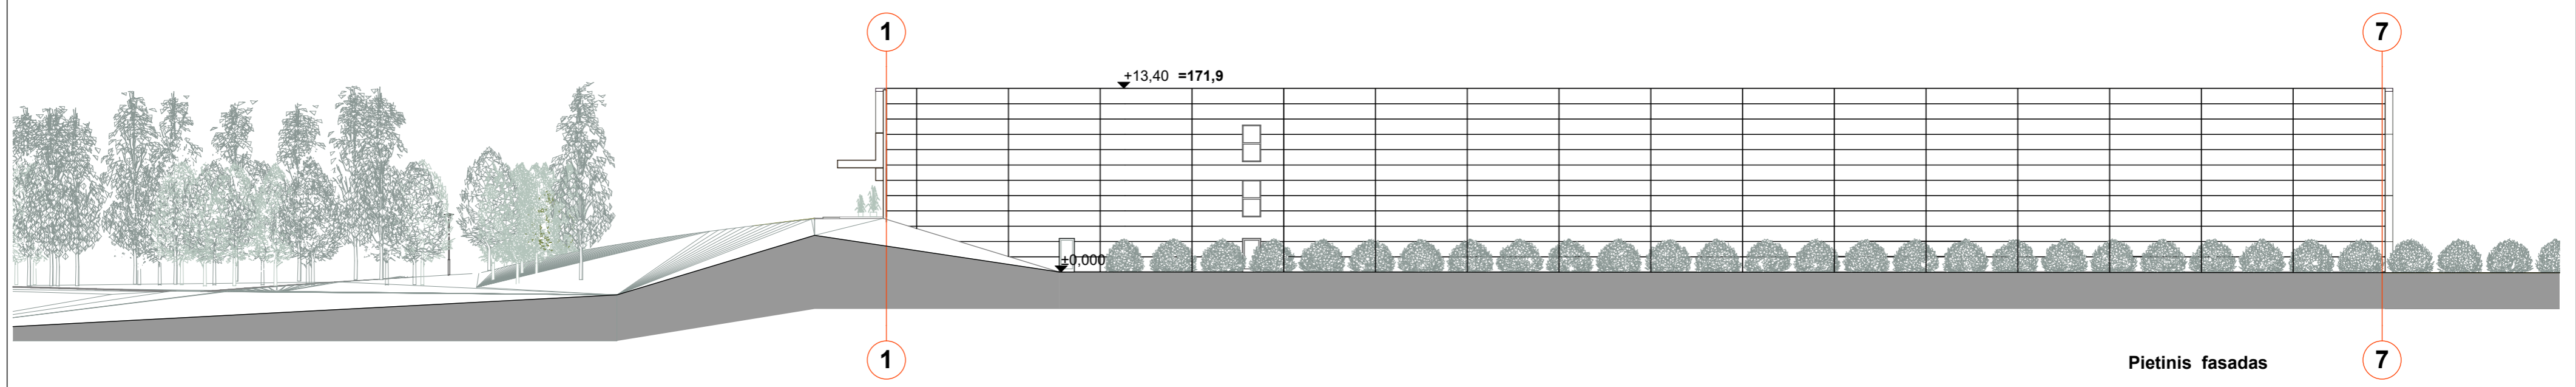 1 7
+13,40 =171,9
±0,000
1 7
Pietinis fasadas